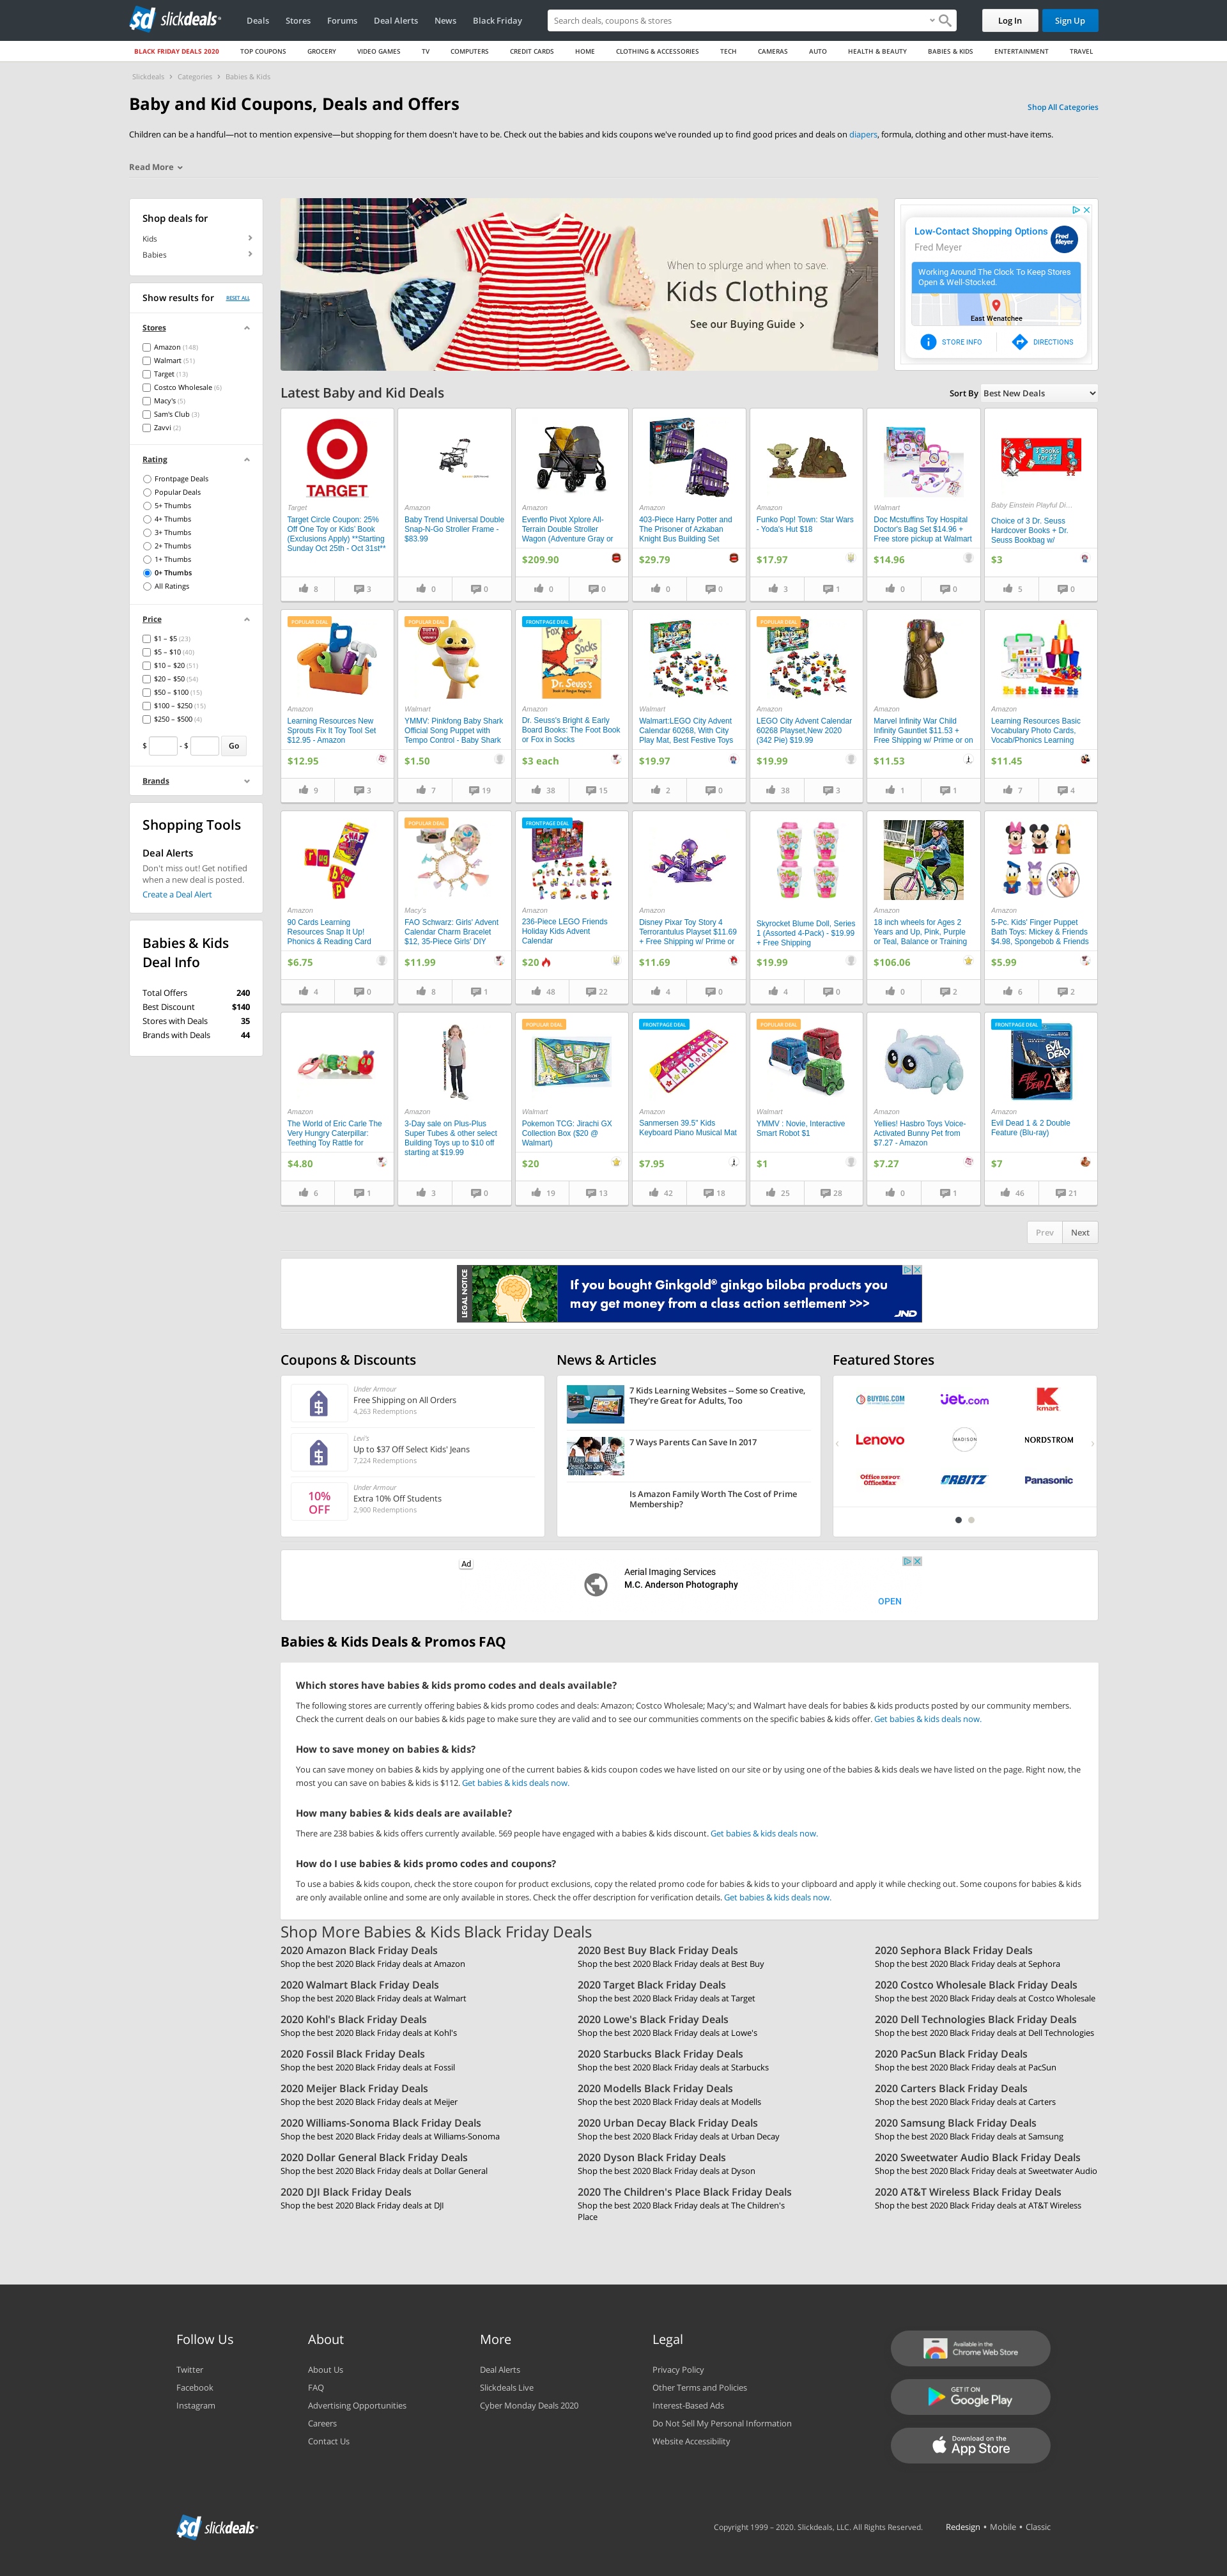 slickdeals
Deals
Stores
Forums
Deal Alerts
News
Black Friday
Search deals, coupons & stores
Log In
Sign Up
BLACK FRIDAY DEALS 2020
TOP COUPONS
GROCERY
VIDEO GAMES
TV
COMPUTERS
CREDIT CARDS
HOME
CLOTHING & ACCESSORIES
TECH
CAMERAS
AUTO
HEALTH & BEAUTY
BABIES & KIDS
ENTERTAINMENT
TRAVEL
Slickdeals > Categories > Babies & Kids
Baby and Kid Coupons, Deals and Offers
Shop All Categories
Children can be a handful—not to mention expensive—but shopping for them doesn't have to be. Check out the babies and kids coupons we've rounded up to find good prices and deals on diapers, formula, clothing and other must-have items.
Read More
Shop deals for
Kids
Babies
Show results for
RESET ALL
Stores
Amazon (148)
Walmart (51)
Target (13)
Costco Wholesale (6)
Macy's (5)
Sam's Club (3)
Zavvi (2)
Rating
Frontpage Deals
Popular Deals
5+ Thumbs
4+ Thumbs
3+ Thumbs
2+ Thumbs
1+ Thumbs
0+ Thumbs
All Ratings
Price
$1 – $5 (23)
$5 – $10 (40)
$10 – $20 (51)
$20 – $50 (54)
$50 – $100 (15)
$100 – $250 (15)
$250 – $500 (4)
$ - $ Go
Brands
Shopping Tools
Deal Alerts
Don't miss out! Get notified
when a new deal is posted.
Create a Deal Alert
Babies & Kids
Deal Info
Total Offers 240
Best Discount $140
Stores with Deals 35
Brands with Deals 44
When to splurge and when to save.
Kids Clothing
See our Buying Guide >
Low-Contact Shopping Options
Fred Meyer
Fred Meyer
Working Around The Clock To Keep Stores
Open & Well-Stocked.
East Wenatchee
STORE INFO
DIRECTIONS
Latest Baby and Kid Deals
Sort By Best New Deals
TARGET
Target
Target Circle Coupon: 25%
Off One Toy or Kids' Book
(Exclusions Apply) **Starting
Sunday Oct 25th - Oct 31st**
8
3
Amazon
Baby Trend Universal Double
Snap-N-Go Stroller Frame -
$83.99
0
0
Amazon
Evenflo Pivot Xplore All-
Terrain Double Stroller
Wagon (Adventure Gray or
$209.90
0
0
Amazon
403-Piece Harry Potter and
The Prisoner of Azkaban
Knight Bus Building Set
$29.79
0
0
Amazon
Funko Pop! Town: Star Wars
- Yoda's Hut $18
$17.97
3
1
Walmart
Doc Mcstuffins Toy Hospital
Doctor's Bag Set $14.96 +
Free store pickup at Walmart
$14.96
0
0
3 Books
for $3
Baby Einstein Playful Di...
Choice of 3 Dr. Seuss
Hardcover Books + Dr.
Seuss Bookbag w/
$3
5
0
POPULAR DEAL
Amazon
Learning Resources New
Sprouts Fix It Toy Tool Set
$12.95 - Amazon
$12.95
9
3
POPULAR DEAL
Walmart
YMMV: Pinkfong Baby Shark
Official Song Puppet with
Tempo Control - Baby Shark
$1.50
7
19
FRONTPAGE DEAL
Fox
in
Socks
Dr. Seuss's
Amazon
Dr. Seuss's Bright & Early
Board Books: The Foot Book
or Fox in Socks
$3 each
38
15
Walmart
Walmart:LEGO City Advent
Calendar 60268, With City
Play Mat, Best Festive Toys
$19.97
2
0
POPULAR DEAL
Amazon
LEGO City Advent Calendar
60268 Playset,New 2020
(342 Pie) $19.99
$19.99
38
3
Amazon
Marvel Infinity War Child
Infinity Gauntlet $11.53 +
Free Shipping w/ Prime or on
$11.53
1
1
Amazon
Learning Resources Basic
Vocabulary Photo Cards,
Vocab/Phonics Learning
$11.45
7
4
Amazon
90 Cards Learning
Resources Snap It Up!
Phonics & Reading Card
$6.75
4
0
POPULAR DEAL
Macy's
FAO Schwarz: Girls' Advent
Calendar Charm Bracelet
$12, 35-Piece Girls' DIY
$11.99
8
1
FRONTPAGE DEAL
Amazon
236-Piece LEGO Friends
Holiday Kids Advent
Calendar
$20
48
22
Amazon
Disney Pixar Toy Story 4
Terrorantulus Playset $11.69
+ Free Shipping w/ Prime or
$11.69
4
0
Skyrocket Blume Doll, Series
1 (Assorted 4-Pack) - $19.99
+ Free Shipping
$19.99
4
0
Amazon
18 inch wheels for Ages 2
Years and Up, Pink, Purple
or Teal, Balance or Training
$106.06
0
2
Amazon
5-Pc. Kids' Finger Puppet
Bath Toys: Mickey & Friends
$4.98, Spongebob & Friends
$5.99
6
2
Amazon
The World of Eric Carle The
Very Hungry Caterpillar:
Teething Toy Rattle for
$4.80
6
1
Amazon
3-Day sale on Plus-Plus
Super Tubes & other select
Building Toys up to $10 off
starting at $19.99
3
0
POPULAR DEAL
Walmart
Pokemon TCG: Jirachi GX
Collection Box ($20 @
Walmart)
$20
19
13
FRONTPAGE DEAL
Amazon
Sanmersen 39.5" Kids
Keyboard Piano Musical Mat
$7.95
42
18
POPULAR DEAL
Walmart
YMMV : Novie, Interactive
Smart Robot $1
$1
25
28
Amazon
Yellies! Hasbro Toys Voice-
Activated Bunny Pet from
$7.27 - Amazon
$7.27
0
1
FRONTPAGE DEAL
EVIL DEAD
EVIL DEAD 2
Amazon
Evil Dead 1 & 2 Double
Feature (Blu-ray)
$7
46
21
Prev
Next
LEGAL NOTICE
If you bought Ginkgold® ginkgo biloba products you
may get money from a class action settlement >>>
JND
Coupons & Discounts
Under Armour
Free Shipping on All Orders
4,263 Redemptions
Levi's
Up to $37 Off Select Kids' Jeans
7,224 Redemptions
10%
OFF
Under Armour
Extra 10% Off Students
2,900 Redemptions
News & Articles
7 Kids Learning Websites -- Some so Creative,
They're Great for Adults, Too
7 Ways Parents Can Save In 2017
Is Amazon Family Worth The Cost of Prime
Membership?
Featured Stores
BUYDIG.COM
jet.com
kmart
Lenovo
MADISON
NORDSTROM
Office DEPOT
OfficeMax
ORBITZ
Panasonic
Ad
Aerial Imaging Services
M.C. Anderson Photography
OPEN
Babies & Kids Deals & Promos FAQ
Which stores have babies & kids promo codes and deals available?
The following stores are currently offering babies & kids promo codes and deals: Amazon; Costco Wholesale; Macy's; and Walmart have deals for babies & kids products posted by our community members.
Check the current deals on our babies & kids page to make sure they are valid and to see our communities comments on the specific babies & kids offer. Get babies & kids deals now.
How to save money on babies & kids?
You can save money on babies & kids by applying one of the current babies & kids coupon codes we have listed on our site or by using one of the babies & kids deals we have listed on the page. Right now, the
most you can save on babies & kids is $112. Get babies & kids deals now.
How many babies & kids deals are available?
There are 238 babies & kids offers currently available. 569 people have engaged with a babies & kids discount. Get babies & kids deals now.
How do I use babies & kids promo codes and coupons?
To use a babies & kids coupon, check the store coupon for product exclusions, copy the related promo code for babies & kids to your clipboard and apply it while checking out. Some coupons for babies & kids
are only available online and some are only available in stores. Check the offer description for verification details. Get babies & kids deals now.
Shop More Babies & Kids Black Friday Deals
2020 Amazon Black Friday Deals
Shop the best 2020 Black Friday deals at Amazon
2020 Best Buy Black Friday Deals
Shop the best 2020 Black Friday deals at Best Buy
2020 Sephora Black Friday Deals
Shop the best 2020 Black Friday deals at Sephora
2020 Walmart Black Friday Deals
Shop the best 2020 Black Friday deals at Walmart
2020 Target Black Friday Deals
Shop the best 2020 Black Friday deals at Target
2020 Costco Wholesale Black Friday Deals
Shop the best 2020 Black Friday deals at Costco Wholesale
2020 Kohl's Black Friday Deals
Shop the best 2020 Black Friday deals at Kohl's
2020 Lowe's Black Friday Deals
Shop the best 2020 Black Friday deals at Lowe's
2020 Dell Technologies Black Friday Deals
Shop the best 2020 Black Friday deals at Dell Technologies
2020 Fossil Black Friday Deals
Shop the best 2020 Black Friday deals at Fossil
2020 Starbucks Black Friday Deals
Shop the best 2020 Black Friday deals at Starbucks
2020 PacSun Black Friday Deals
Shop the best 2020 Black Friday deals at PacSun
2020 Meijer Black Friday Deals
Shop the best 2020 Black Friday deals at Meijer
2020 Modells Black Friday Deals
Shop the best 2020 Black Friday deals at Modells
2020 Carters Black Friday Deals
Shop the best 2020 Black Friday deals at Carters
2020 Williams-Sonoma Black Friday Deals
Shop the best 2020 Black Friday deals at Williams-Sonoma
2020 Urban Decay Black Friday Deals
Shop the best 2020 Black Friday deals at Urban Decay
2020 Samsung Black Friday Deals
Shop the best 2020 Black Friday deals at Samsung
2020 Dollar General Black Friday Deals
Shop the best 2020 Black Friday deals at Dollar General
2020 Dyson Black Friday Deals
Shop the best 2020 Black Friday deals at Dyson
2020 Sweetwater Audio Black Friday Deals
Shop the best 2020 Black Friday deals at Sweetwater Audio
2020 DJI Black Friday Deals
Shop the best 2020 Black Friday deals at DJI
2020 The Children's Place Black Friday Deals
Shop the best 2020 Black Friday deals at The Children's
Place
2020 AT&T Wireless Black Friday Deals
Shop the best 2020 Black Friday deals at AT&T Wireless
Follow Us
Twitter
Facebook
Instagram
About
About Us
FAQ
Advertising Opportunities
Careers
Contact Us
More
Deal Alerts
Slickdeals Live
Cyber Monday Deals 2020
Legal
Privacy Policy
Other Terms and Policies
Interest-Based Ads
Do Not Sell My Personal Information
Website Accessibility
Available in the
Chrome Web Store
GET IT ON
Google Play
Download on the
App Store
slickdeals
Copyright 1999 – 2020. Slickdeals, LLC. All Rights Reserved.
Redesign • Mobile • Classic